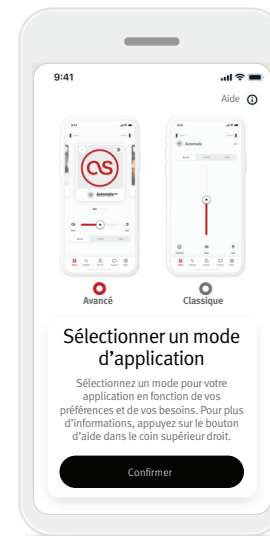 9:41
Aide
Automatic
Automatic
Avancé
Classique
Sélectionner un mode
d’application
Sélectionnez un mode pour votre
application en fonction de vos
préférences et de vos besoins. Pour plus
d’informations, appuyez sur le bouton
d’aide dans le coin supérieur droit.
Confirmer